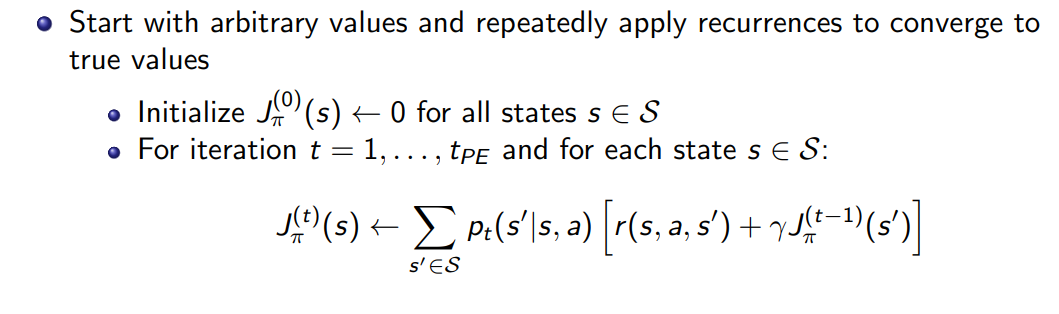 Start with arbitrary values and repeatedly apply recurrences to converge to
true values
Initialize J_π^(0)(s) ← 0 for all states s ∈ 𝒮
For iteration t = 1, . . . , t_PE and for each state s ∈ 𝒮:
J_π^(t)(s) ← ∑_{s′∈𝒮} p_t(s′|s, a) [r(s, a, s′) + γJ_π^(t−1)(s′)]